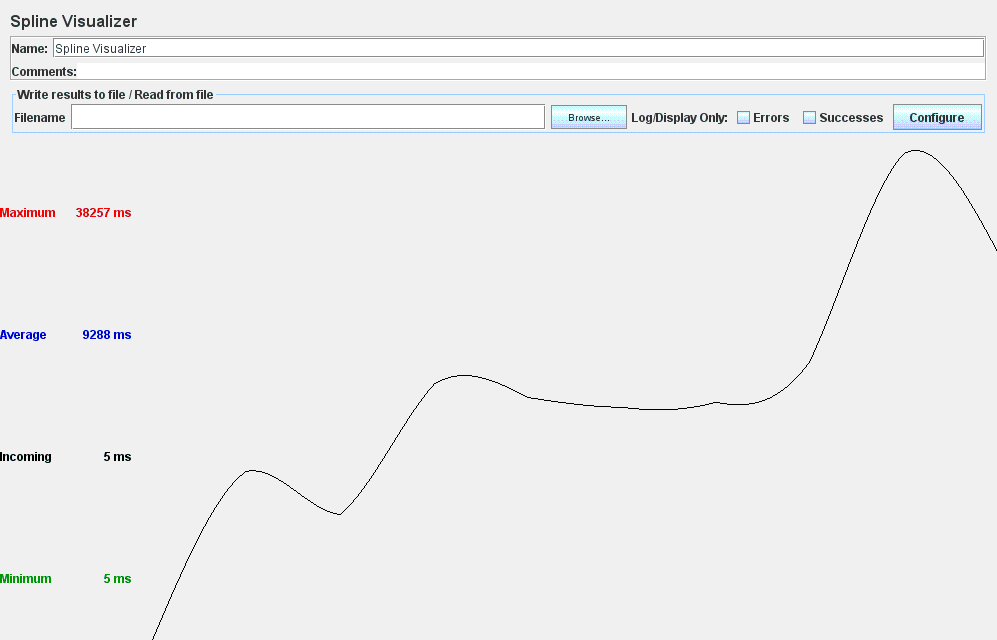 Spline Visualizer
Name: Spline Visualizer
Comments:
Write results to file / Read from file
Filename Browse... Log/Display Only: Errors Successes Configure
Maximum 38257 ms
Average 9288 ms
Incoming 5 ms
Minimum 5 ms